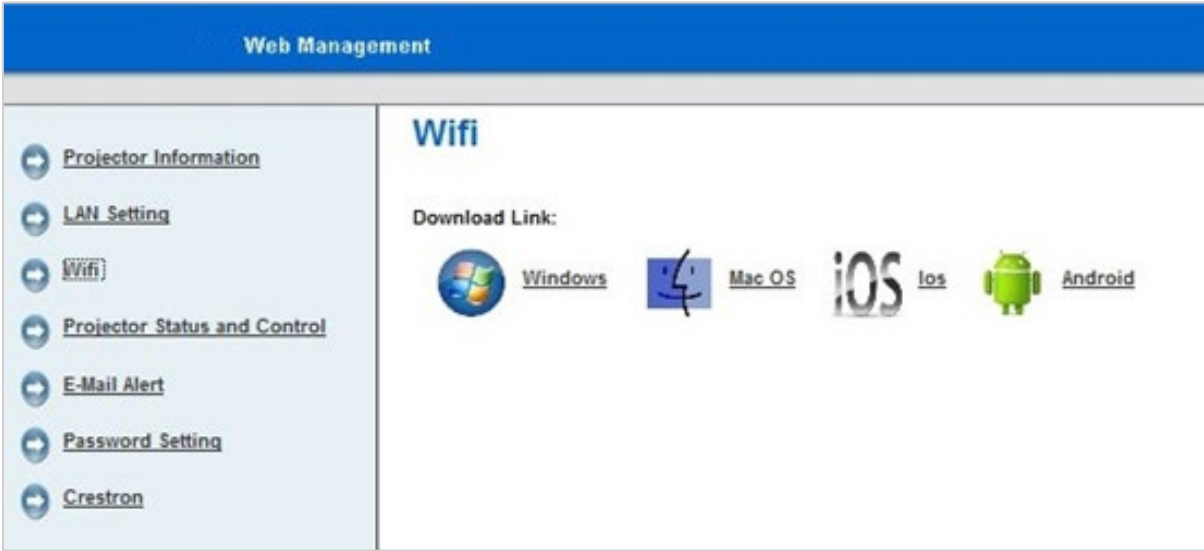 Web Management
Projector Information
LAN Setting
Wifi
Projector Status and Control
E-Mail Alert
Password Setting
Crestron
Wifi
Download Link:
Windows Mac OS iOS Ios Android